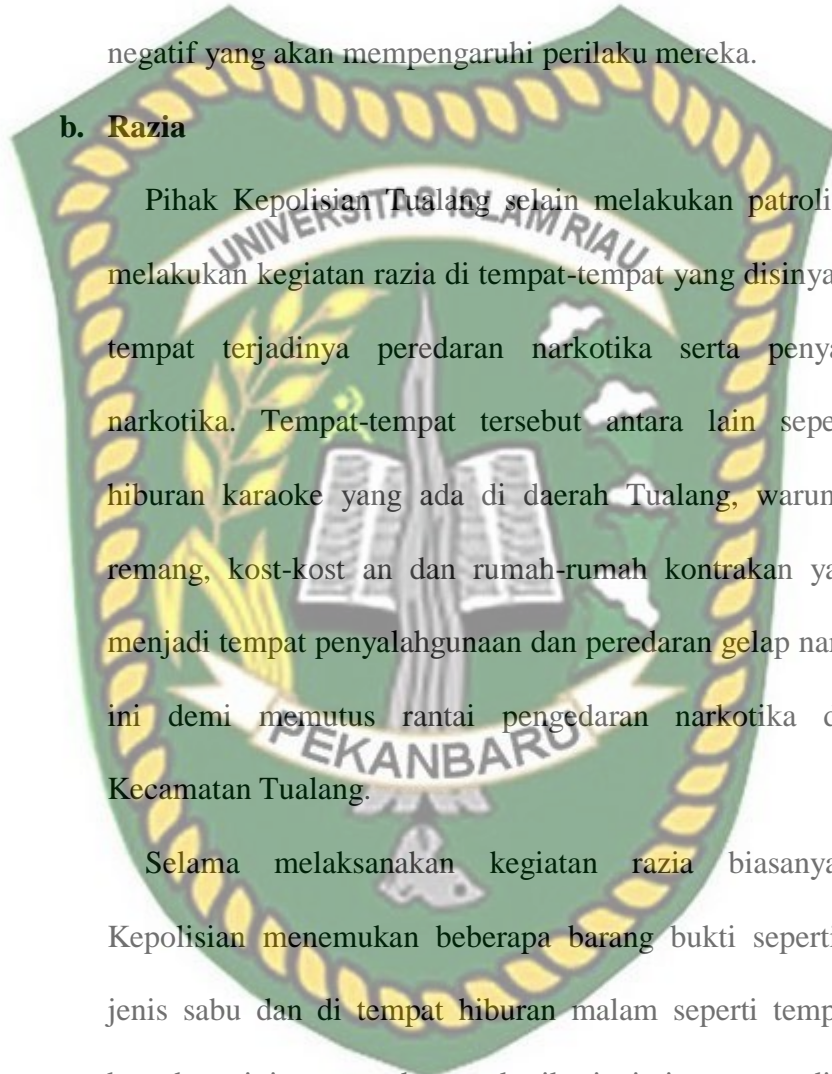 negatif yang akan mempengaruhi perilaku mereka.
b. Razia
Pihak Kepolisian Tualang selain melakukan patroli
UNIVERSITAS ISLAM RIAU
melakukan kegiatan razia di tempat-tempat yang disinya
tempat terjadinya peredaran narkotika serta penya
narkotika. Tempat-tempat tersebut antara lain sepe
hiburan karaoke yang ada di daerah Tualang, warun
remang, kost-kost an dan rumah-rumah kontrakan ya
menjadi tempat penyalahgunaan dan peredaran gelap nar
ini demi memutus rantai pengedaran narkotika d
PEKANBARU
Kecamatan Tualang.
Selama melaksanakan kegiatan razia biasanya
Kepolisian menemukan beberapa barang bukti seperti
jenis sabu dan di tempat hiburan malam seperti temp